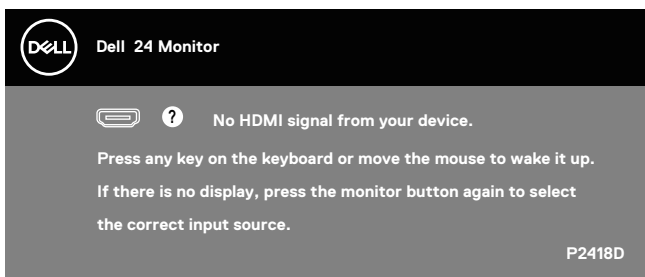 DELL
Dell 24 Monitor
? No HDMI signal from your device.
Press any key on the keyboard or move the mouse to wake it up.
If there is no display, press the monitor button again to select
the correct input source.
P2418D